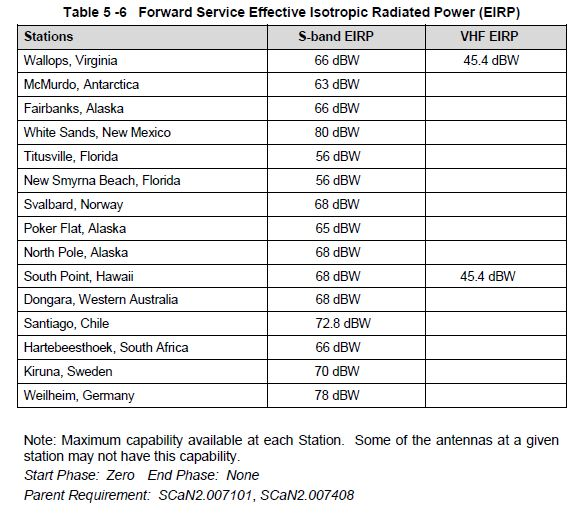 Table 5 -6 Forward Service Effective Isotropic Radiated Power (EIRP)
Stations S-band EIRP VHF EIRP
Wallops, Virginia 66 dBW 45.4 dBW
McMurdo, Antarctica 63 dBW
Fairbanks, Alaska 66 dBW
White Sands, New Mexico 80 dBW
Titusville, Florida 56 dBW
New Smyrna Beach, Florida 56 dBW
Svalbard, Norway 68 dBW
Poker Flat, Alaska 65 dBW
North Pole, Alaska 68 dBW
South Point, Hawaii 68 dBW 45.4 dBW
Dongara, Western Australia 68 dBW
Santiago, Chile 72.8 dBW
Hartebeesthoek, South Africa 66 dBW
Kiruna, Sweden 70 dBW
Weilheim, Germany 78 dBW
Note: Maximum capability available at each Station. Some of the antennas at a given
station may not have this capability.
Start Phase: Zero End Phase: None
Parent Requirement: SCaN2.007101, SCaN2.007408